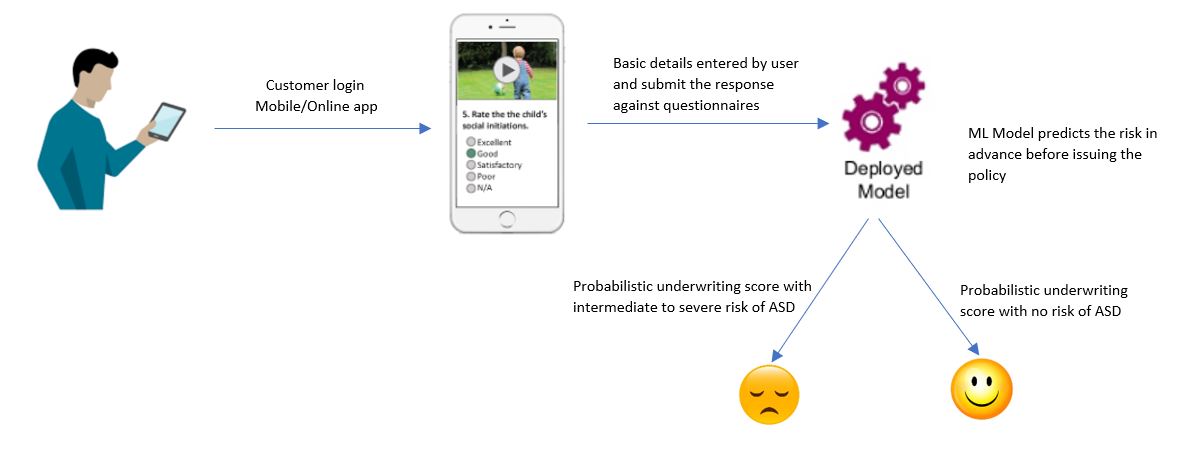 Customer login
Mobile/Online app
5. Rate the the child's
social initiations.
Excellent
Good
Satisfactory
Poor
N/A
Basic details entered by user
and submit the response
against questionnaires
Deployed
Model
ML Model predicts the risk in
advance before issuing the
policy
Probabilistic underwriting score with
intermediate to severe risk of ASD
Probabilistic underwriting
score with no risk of ASD